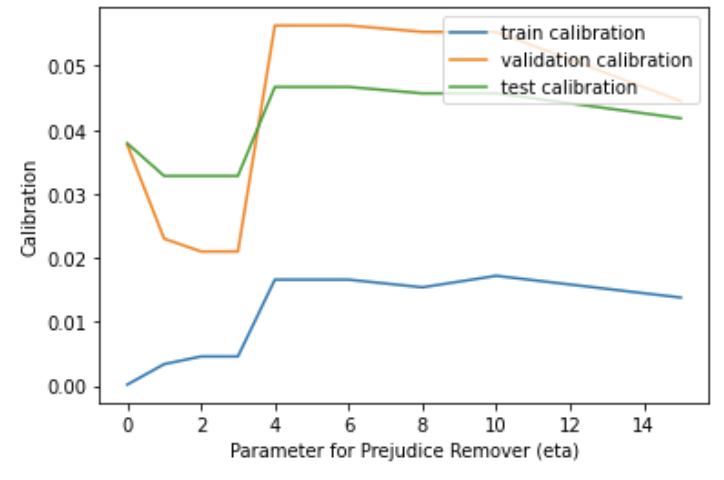 train calibration
validation calibration
test calibration
0.05
0.04
0.03
0.02
0.01
0.00
Calibration
0 2 4 6 8 10 12 14
Parameter for Prejudice Remover (eta)